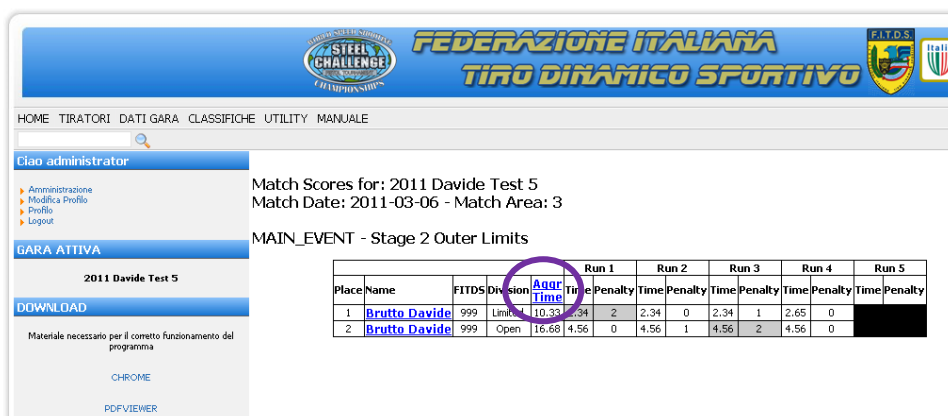 STEEL
CHALLENGE
CHAMPIONSHIPS
FEDERAZIONE ITALIANA
TIRO DINAMICO SPORTIVO
F.I.T.D.S.
HOME TIRATORI DATI GARA CLASSIFICHE UTILITY MANUALE
Ciao administrator
Amministrazione
Modifica Profilo
Profilo
Logout
GARA ATTIVA
2011 Davide Test 5
DOWNLOAD
Materiale necessario per il corretto funzionamento del
programma
CHROME
PDFVIEWER
Match Scores for: 2011 Davide Test 5
Match Date: 2011-03-06 - Match Area: 3
MAIN_EVENT - Stage 2 Outer Limits
Run 1 Run 2 Run 3 Run 4 Run 5
Place Name FITDS Division Aggr Time Time Penalty Time Penalty Time Penalty Time Penalty Time Penalty
1 Brutto Davide 999 Limited 10.33 2.34 2 2.34 0 2.34 1 2.65 0
2 Brutto Davide 999 Open 16.68 4.56 0 4.56 1 4.56 2 4.56 0